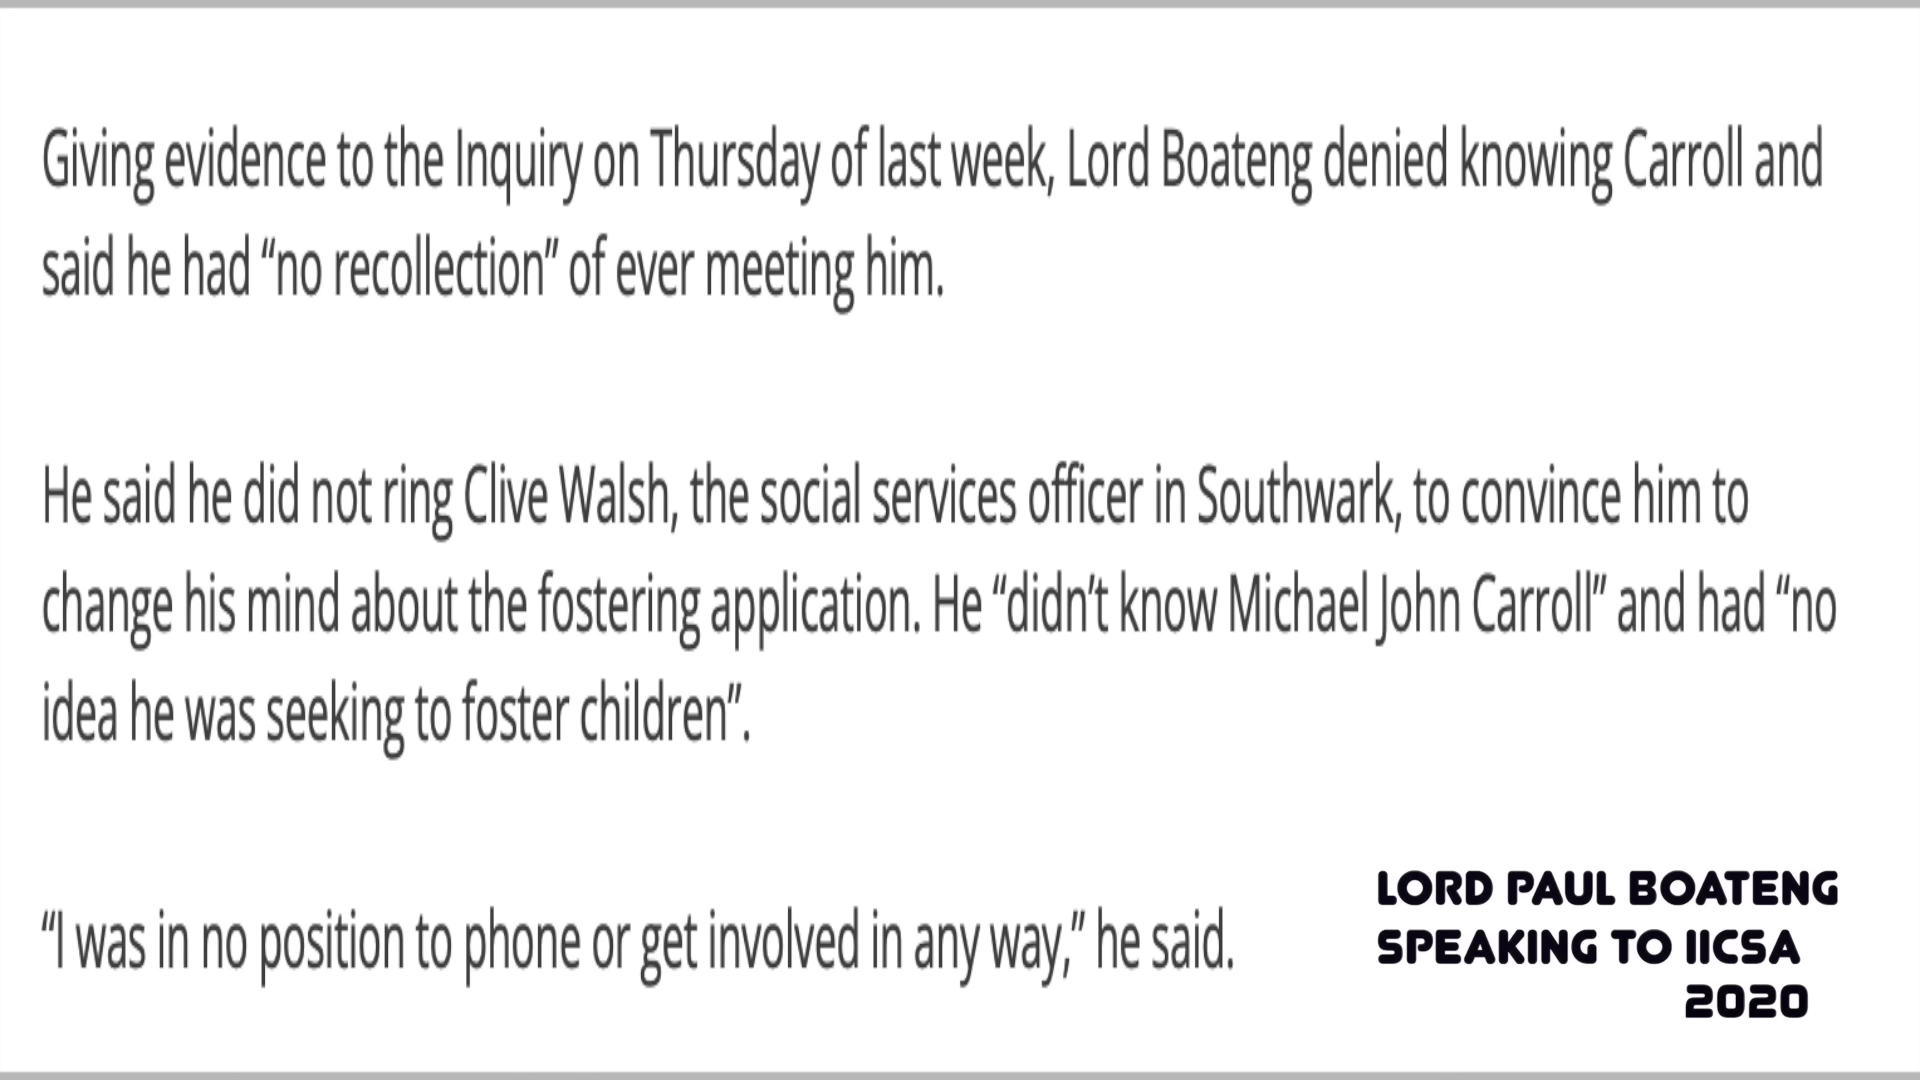 Giving evidence to the Inquiry on Thursday of last week, Lord Boateng denied knowing Carroll and
said he had “no recollection” of ever meeting him.
He said he did not ring Clive Walsh, the social services officer in Southwark, to convince him to
change his mind about the fostering application. He “didn’t know Michael John Carroll” and had “no
idea he was seeking to foster children”.
“I was in no position to phone or get involved in any way,” he said.
LORD PAUL BOATENG
SPEAKING TO IICSA
2020